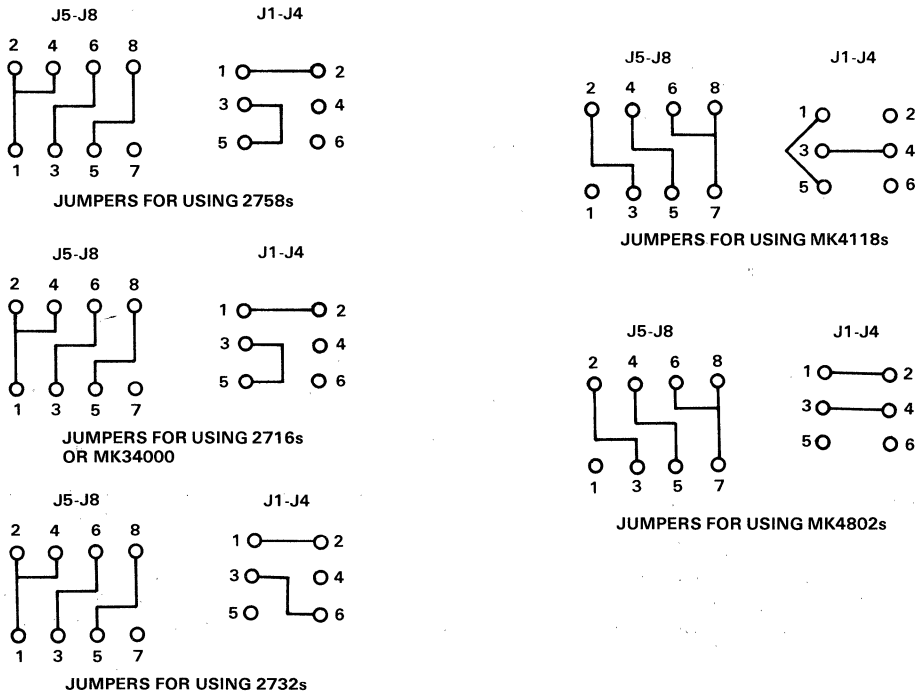 J5-J8 J1-J4
2 4 6 8
1 2
3 4
5 6
1 3 5 7
JUMPERS FOR USING 2758s
J5-J8 J1-J4
2 4 6 8
1 2
3 4
5 6
1 3 5 7
JUMPERS FOR USING 2716s
OR MK34000
J5-J8 J1-J4
2 4 6 8
1 2
3 4
5 6
1 3 5 7
JUMPERS FOR USING 2732s
J5-J8 J1-J4
2 4 6 8
1 2
3 4
5 6
1 3 5 7
JUMPERS FOR USING MK4118s
J5-J8 J1-J4
2 4 6 8
1 2
3 4
5 6
1 3 5 7
JUMPERS FOR USING MK4802s